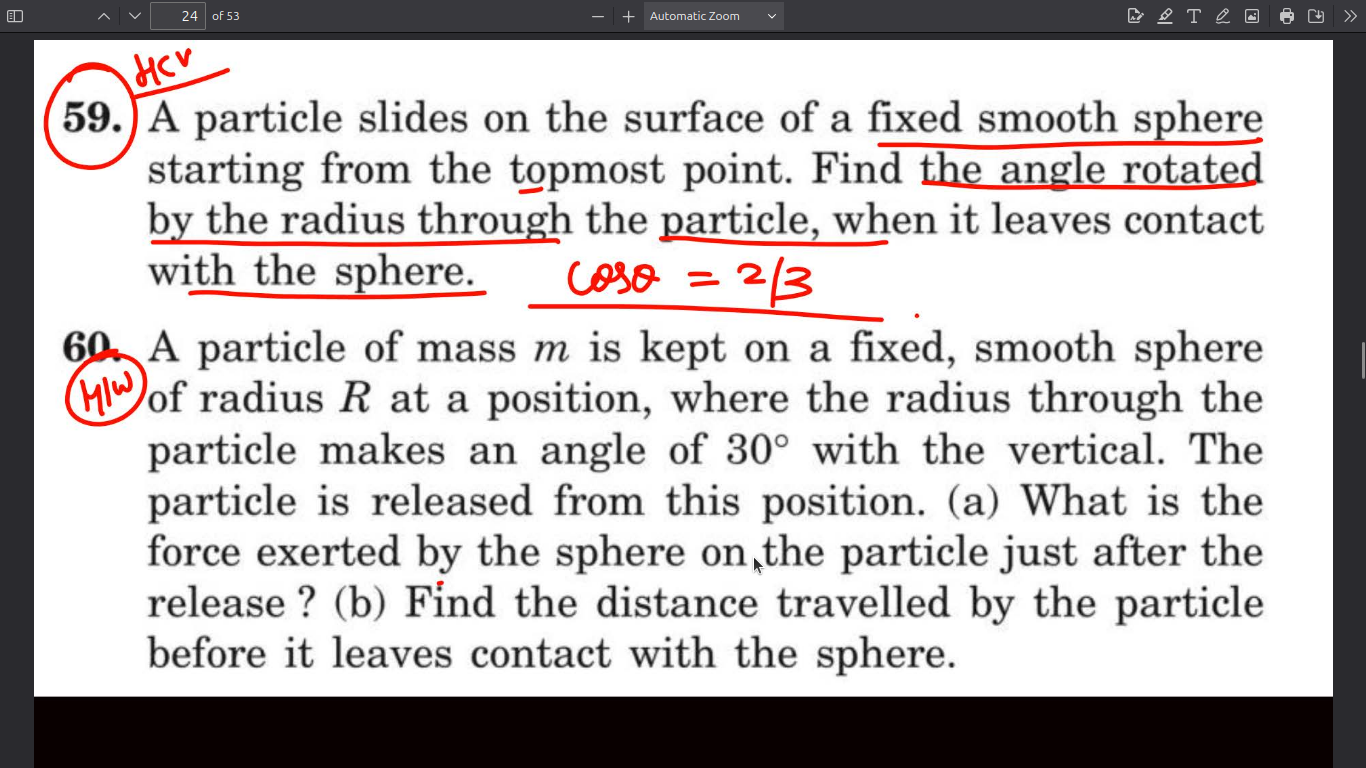 24 of 53 Automatic Zoom
HCV
59. A particle slides on the surface of a fixed smooth sphere
starting from the topmost point. Find the angle rotated
by the radius through the particle, when it leaves contact
with the sphere. cosθ = 2/3
60. A particle of mass m is kept on a fixed, smooth sphere
H/W of radius R at a position, where the radius through the
particle makes an angle of 30° with the vertical. The
particle is released from this position. (a) What is the
force exerted by the sphere on the particle just after the
release ? (b) Find the distance travelled by the particle
before it leaves contact with the sphere.